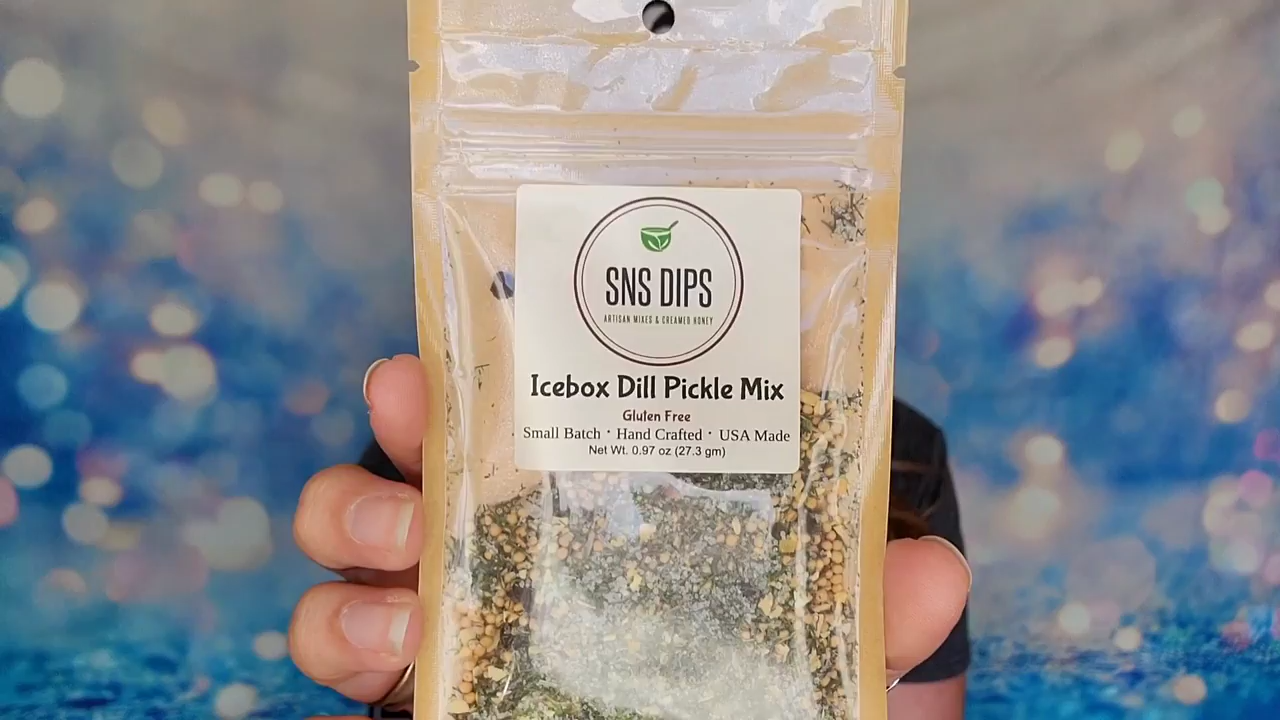 SNS DIPS
ARTISAN MIXES & CREAMED HONEY
Icebox Dill Pickle Mix
Gluten Free
Small Batch · Hand Crafted · USA Made
Net Wt. 0.97 oz (27.3 gm)